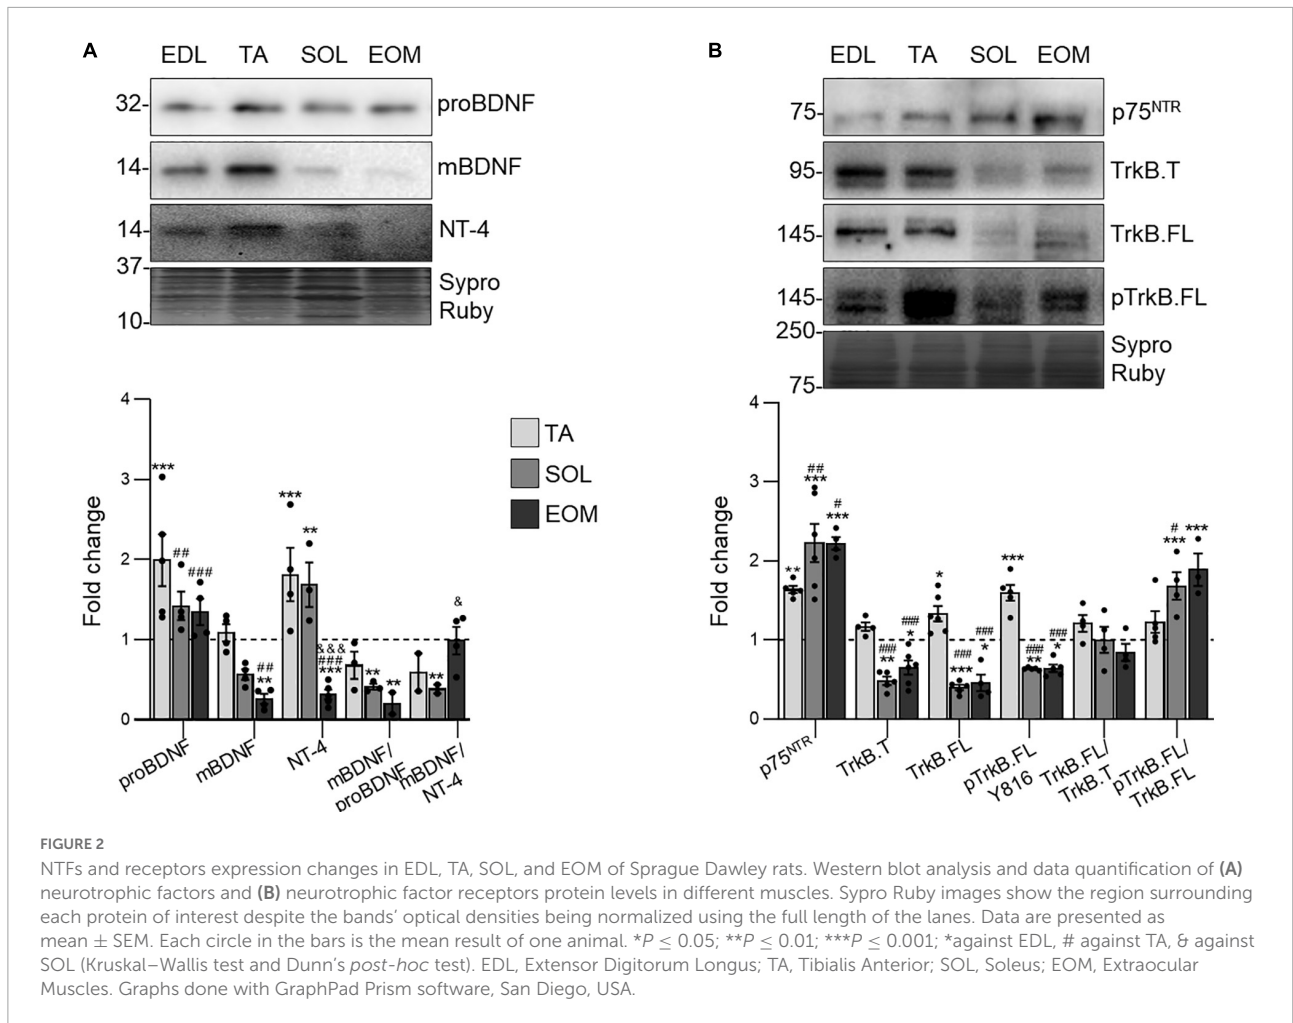 A
EDL TA SOL EOM
32- proBDNF
14- mBDNF
14- NT-4
37-
Sypro
Ruby
10-
4
3
2
1
0
Fold change
*** ## ###
## **
*** ** &&& ### ***
** **
** &
TA
SOL
EOM
proBDNF
mBDNF
NT-4
mBDNF/
proBDNF
mBDNF/
NT-4
B
EDL TA SOL EOM
75- p75NTR
95- TrkB.T
145- TrkB.FL
145- pTrkB.FL
250-
Sypro
Ruby
75-
4
3
2
1
0
Fold change
** ## *** # ***
### ** ### *
* ### *** ### *
*** ### ** ### *
# *** ***
p75NTR
TrkB.T
TrkB.FL
pTrkB.FL
Y816
TrkB.FL/
TrkB.T
pTrkB.FL/
TrkB.FL
FIGURE 2
NTFs and receptors expression changes in EDL, TA, SOL, and EOM of Sprague Dawley rats. Western blot analysis and data quantification of (A)
neurotrophic factors and (B) neurotrophic factor receptors protein levels in different muscles. Sypro Ruby images show the region surrounding
each protein of interest despite the bands' optical densities being normalized using the full length of the lanes. Data are presented as
mean ± SEM. Each circle in the bars is the mean result of one animal. *P ≤ 0.05; **P ≤ 0.01; ***P ≤ 0.001; *against EDL, # against TA, & against
SOL (Kruskal–Wallis test and Dunn's post-hoc test). EDL, Extensor Digitorum Longus; TA, Tibialis Anterior; SOL, Soleus; EOM, Extraocular
Muscles. Graphs done with GraphPad Prism software, San Diego, USA.